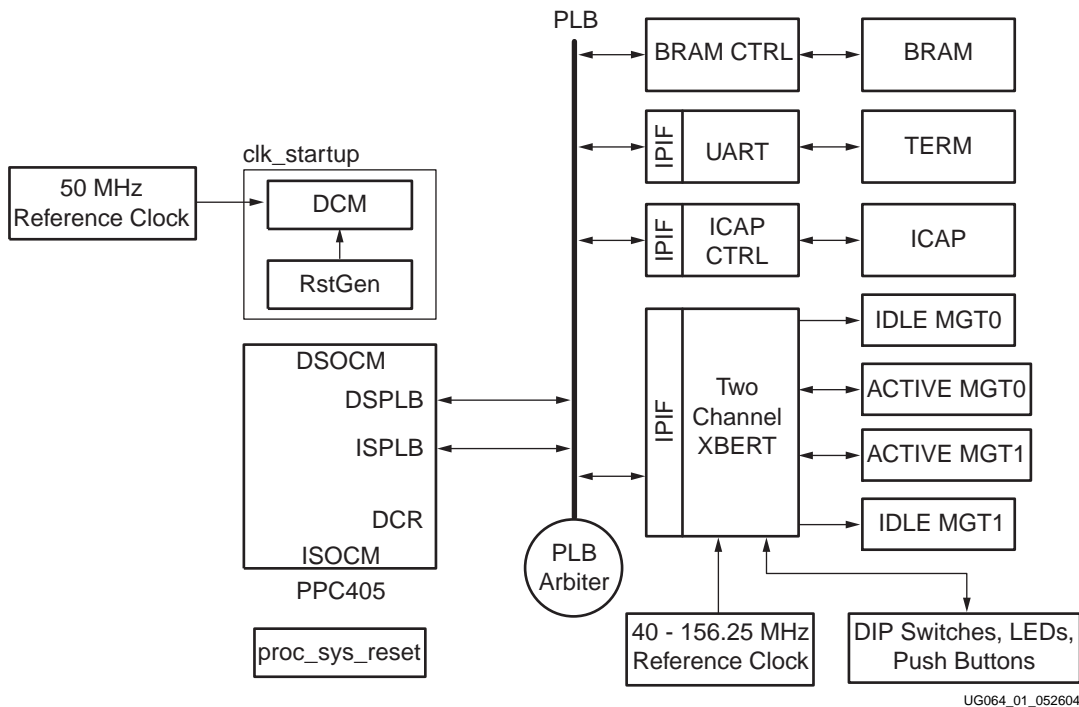 PLB
BRAM CTRL
BRAM
IPIF
UART
TERM
clk_startup
50 MHz
Reference Clock
DCM
RstGen
IPIF
ICAP
CTRL
ICAP
DSOCM
DSPLB
ISPLB
DCR
ISOCM
PPC405
proc_sys_reset
IPIF
Two
Channel
XBERT
IDLE MGT0
ACTIVE MGT0
ACTIVE MGT1
IDLE MGT1
PLB
Arbiter
40 - 156.25 MHz
Reference Clock
DIP Switches, LEDs,
Push Buttons
UG064_01_052604